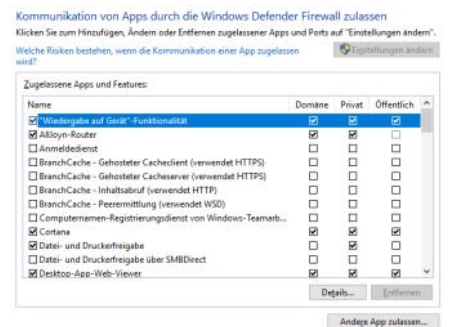 Kommunikation von Apps durch die Windows Defender Firewall zulassen
Klicken Sie zum Hinzufügen, Ändern oder Entfernen zugelassener Apps und Ports auf "Einstellungen ändern".
Welche Risiken bestehen, wenn die Kommunikation einer App zugelassen wird?
Einstellungen ändern
Zugelassene Apps und Features:
Name Domäne Privat Öffentlich
"Wiedergabe auf Gerät"-Funktionalität
AllJoyn-Router
Anmeldedienst
BranchCache - Gehosteter Cacheclient (verwendet HTTPS)
BranchCache - Gehosteter Cacheserver (verwendet HTTPS)
BranchCache - Inhaltsabruf (verwendet HTTP)
BranchCache - Peerermittlung (verwendet WSD)
Computernamen-Registrierungsdienst von Windows-Teamarb...
Cortana
Datei- und Druckerfreigabe
Datei- und Druckerfreigabe über SMBDirect
Desktop-App-Web-Viewer
Details... Entfernen
Andere App zulassen...